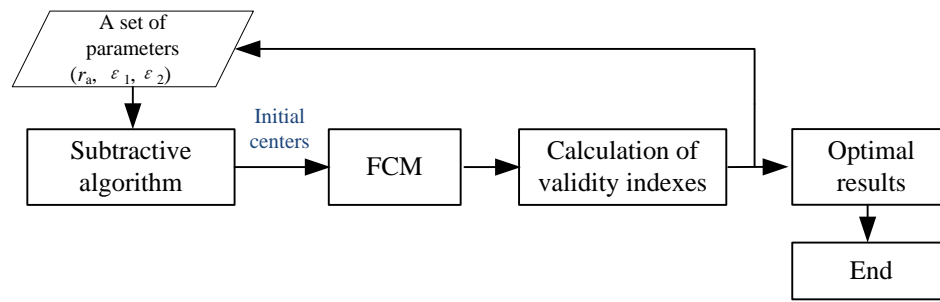 A set of
parameters
(rₐ, ε₁, ε₂)
Subtractive
algorithm
Initial
centers
FCM
Calculation of
validity indexes
Optimal
results
End